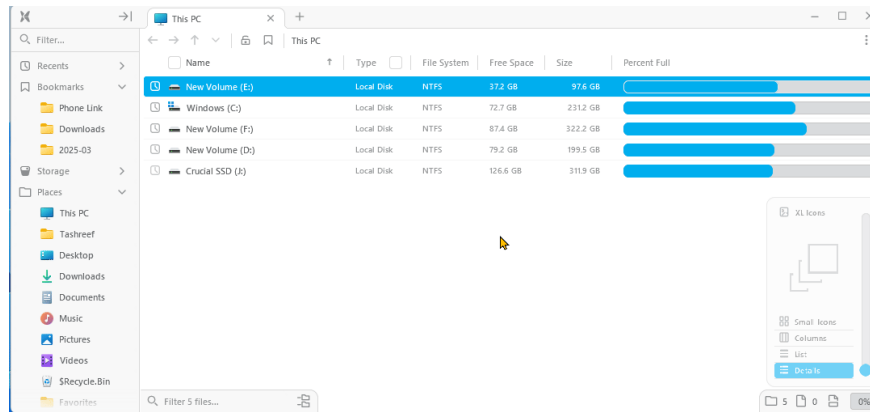 This PC
Filter...
This PC
Recents
Name Type File System Free Space Size Percent Full
Bookmarks
New Volume (E:) Local Disk NTFS 37.2 GB 97.6 GB
Phone Link
Windows (C:) Local Disk NTFS 72.7 GB 231.2 GB
Downloads
New Volume (F:) Local Disk NTFS 87.4 GB 322.2 GB
2025-03
New Volume (D:) Local Disk NTFS 79.2 GB 199.5 GB
Storage
Crucial SSD (J:) Local Disk NTFS 126.6 GB 311.9 GB
Places
This PC
XL Icons
Tashreef
Desktop
Downloads
Documents
Music
Small Icons
Pictures
Columns
Videos
List
$Recycle.Bin
Details
Favorites
Filter 5 files...
5 0 0%